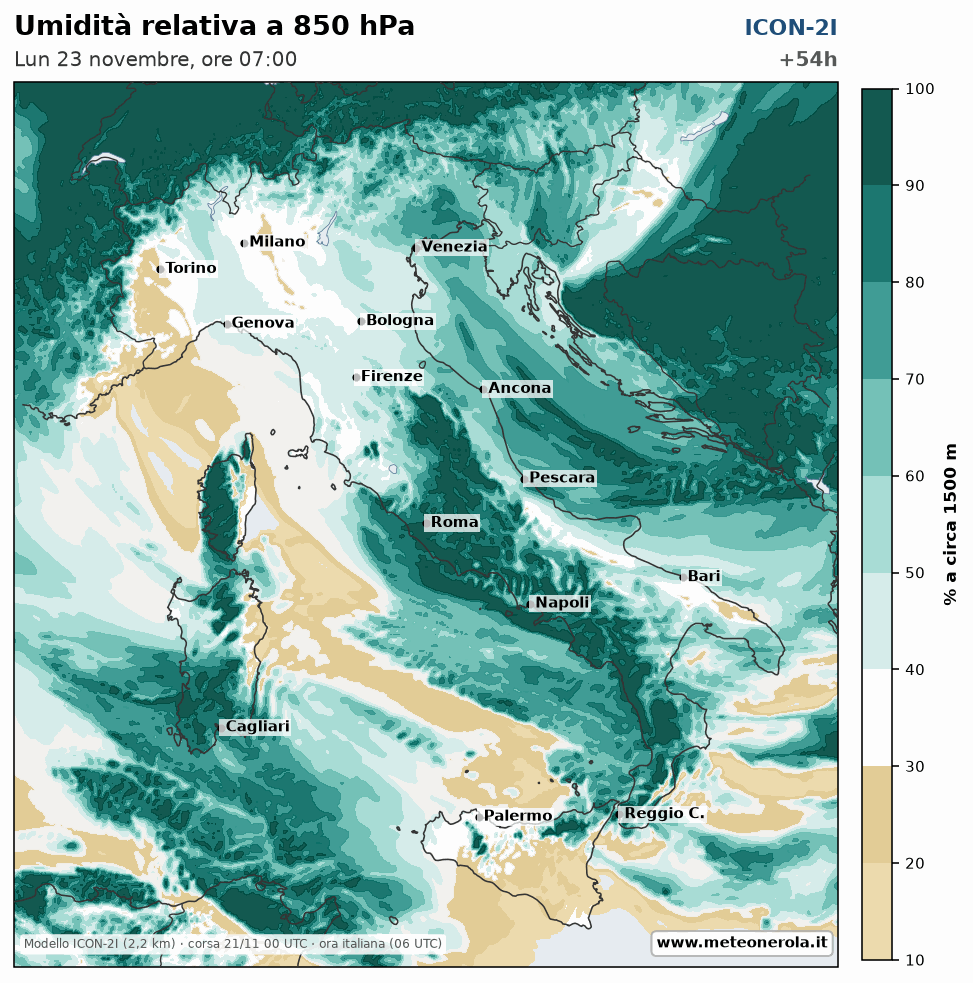 Umidità relativa a 850 hPa
ICON-2I
Lun 23 novembre, ore 07:00
+54h
100
90
80
70
60
50
40
30
20
10
% a circa 1500 m
Milano
Venezia
Torino
Genova
Bologna
Firenze
Ancona
Pescara
Roma
Bari
Napoli
Cagliari
Palermo
Reggio C.
Modello ICON-2I (2,2 km) · corsa 21/11 00 UTC · ora italiana (06 UTC)
www.meteonerola.it